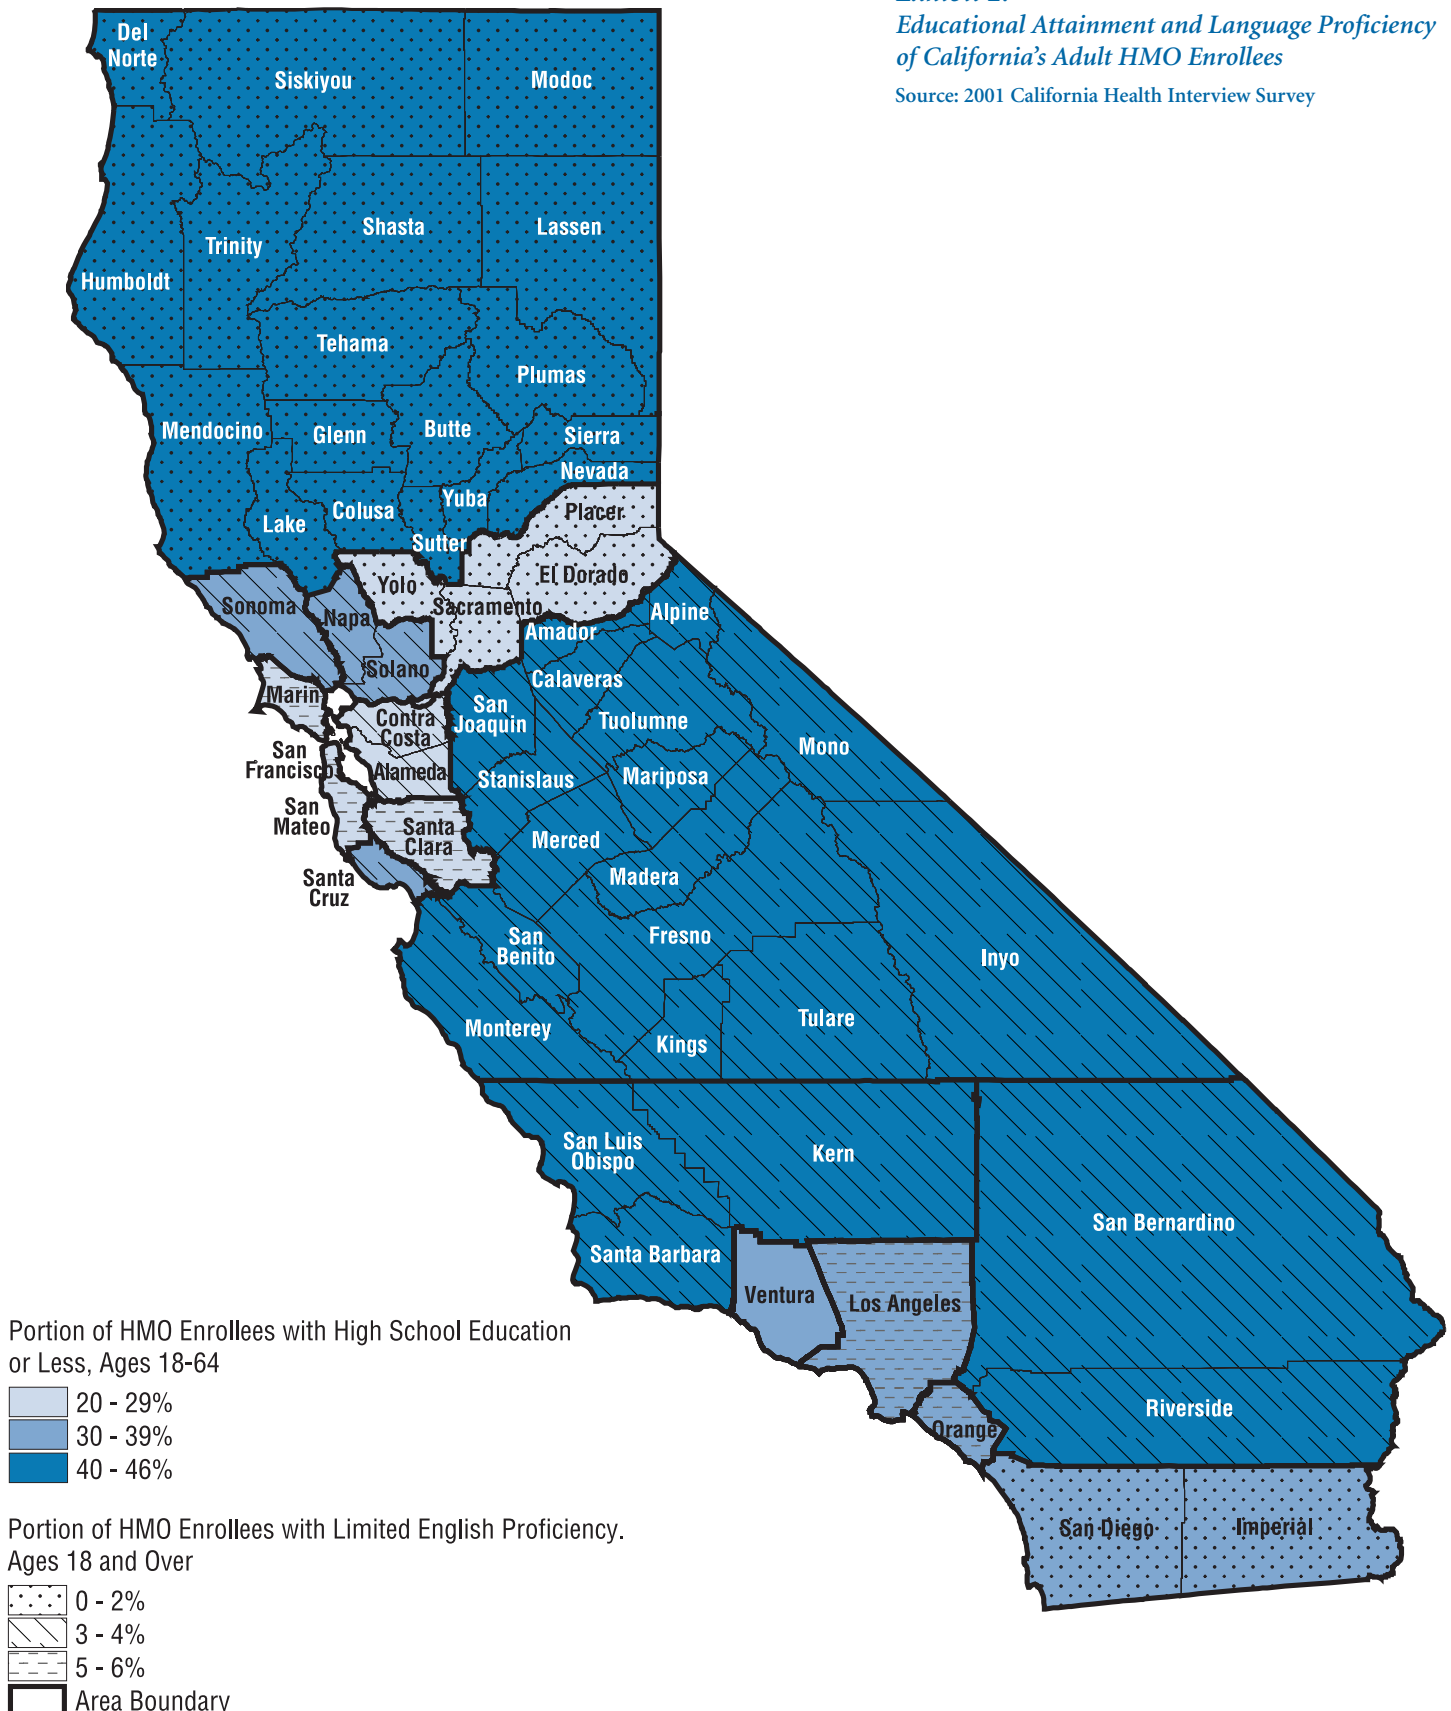 Educational Attainment and Language Proficiency
of California's Adult HMO Enrollees
Source: 2001 California Health Interview Survey
Del
Norte
Siskiyou
Modoc
Shasta
Lassen
Trinity
Humboldt
Tehama
Plumas
Mendocino
Glenn
Butte
Sierra
Nevada
Yuba
Colusa
Lake
Placer
Sutter
El Dorado
Yolo
Sacramento
Sonoma
Napa
Alpine
Amador
Solano
Calaveras
Marin
San
Joaquin
Contra
Costa
Tuolumne
Mono
San
Francisco
Alameda
Stanislaus
Mariposa
San
Mateo
Santa
Clara
Merced
Madera
Santa
Cruz
San
Benito
Fresno
Inyo
Monterey
Kings
Tulare
San Luis
Obispo
Kern
San Bernardino
Santa Barbara
Ventura
Los Angeles
Riverside
Orange
San Diego
Imperial
Portion of HMO Enrollees with High School Education
or Less, Ages 18-64
20 - 29%
30 - 39%
40 - 46%
Portion of HMO Enrollees with Limited English Proficiency.
Ages 18 and Over
0 - 2%
3 - 4%
5 - 6%
Area Boundary